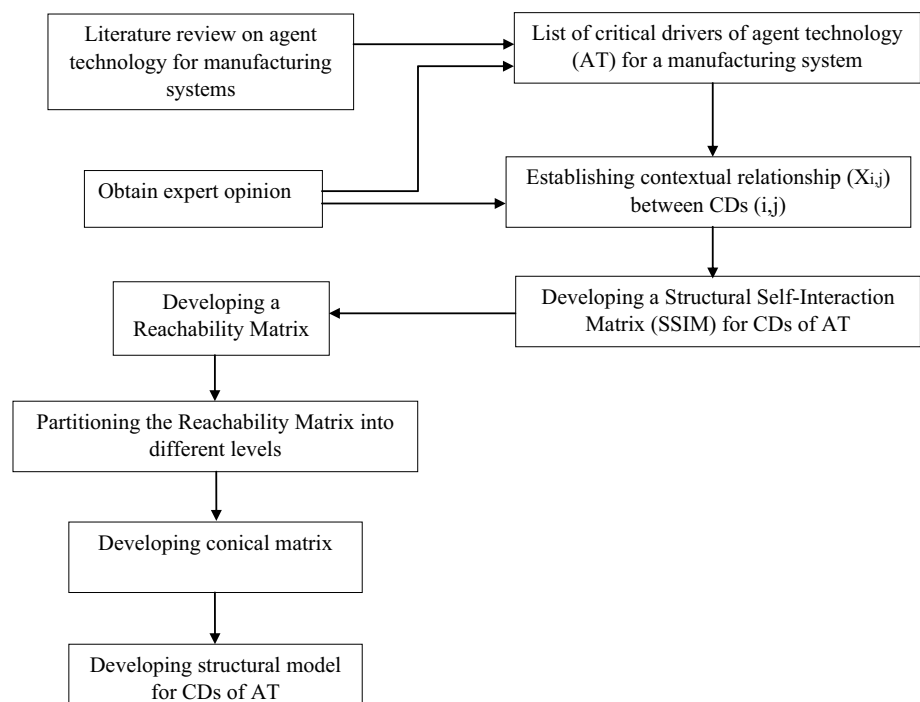 Literature review on agent
technology for manufacturing
systems
List of critical drivers of agent technology
(AT) for a manufacturing system
Obtain expert opinion
Establishing contextual relationship (Xi,j)
between CDs (i,j)
Developing a
Reachability Matrix
Developing a Structural Self-Interaction
Matrix (SSIM) for CDs of AT
Partitioning the Reachability Matrix into
different levels
Developing conical matrix
Developing structural model
for CDs of AT